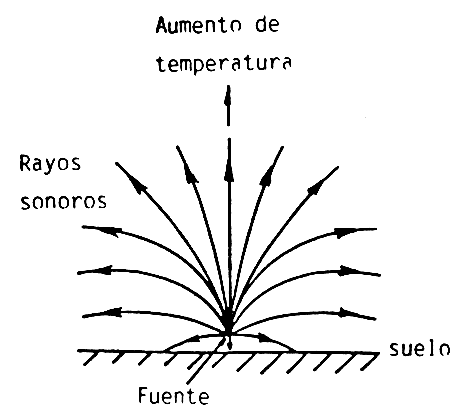 Aumento de
temperatura
Rayos
sonoros
suelo
Fuente